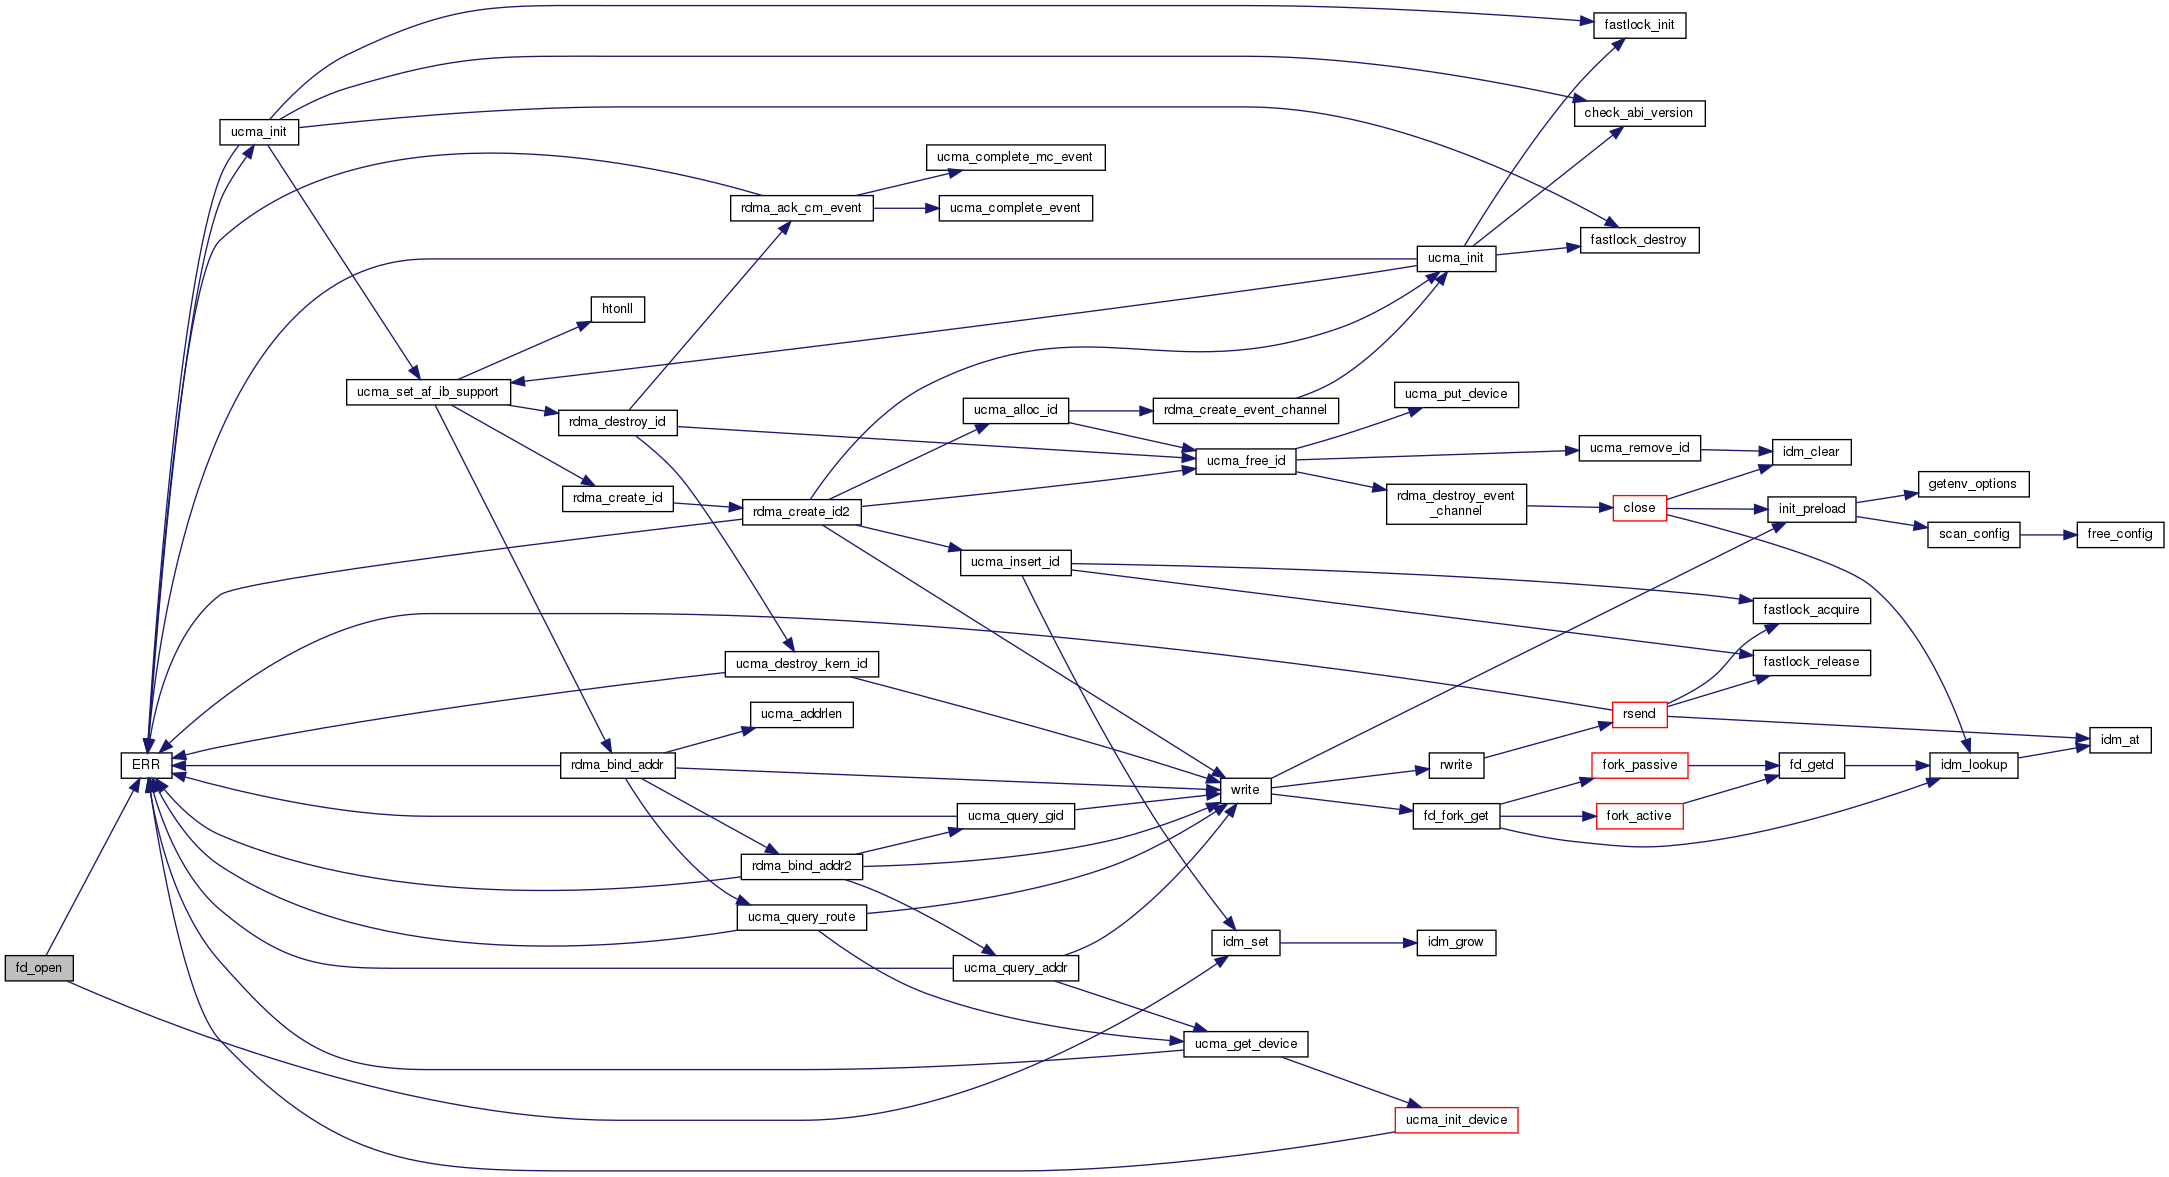 fastlock_init
check_abi_version
ucma_init
ucma_complete_mc_event
rdma_ack_cm_event
ucma_complete_event
fastlock_destroy
ucma_init
htonll
ucma_set_af_ib_support
ucma_put_device
ucma_alloc_id
rdma_create_event_channel
rdma_destroy_id
ucma_remove_id
idm_clear
ucma_free_id
getenv_options
rdma_create_id
rdma_destroy_event
_channel
close
init_preload
rdma_create_id2
scan_config
free_config
ucma_insert_id
fastlock_acquire
ucma_destroy_kern_id
fastlock_release
ucma_addrlen
rsend
idm_at
ERR
rdma_bind_addr
rwrite
fork_passive
fd_getd
idm_lookup
write
ucma_query_gid
fd_fork_get
fork_active
rdma_bind_addr2
ucma_query_route
idm_set
idm_grow
fd_open
ucma_query_addr
ucma_get_device
ucma_init_device